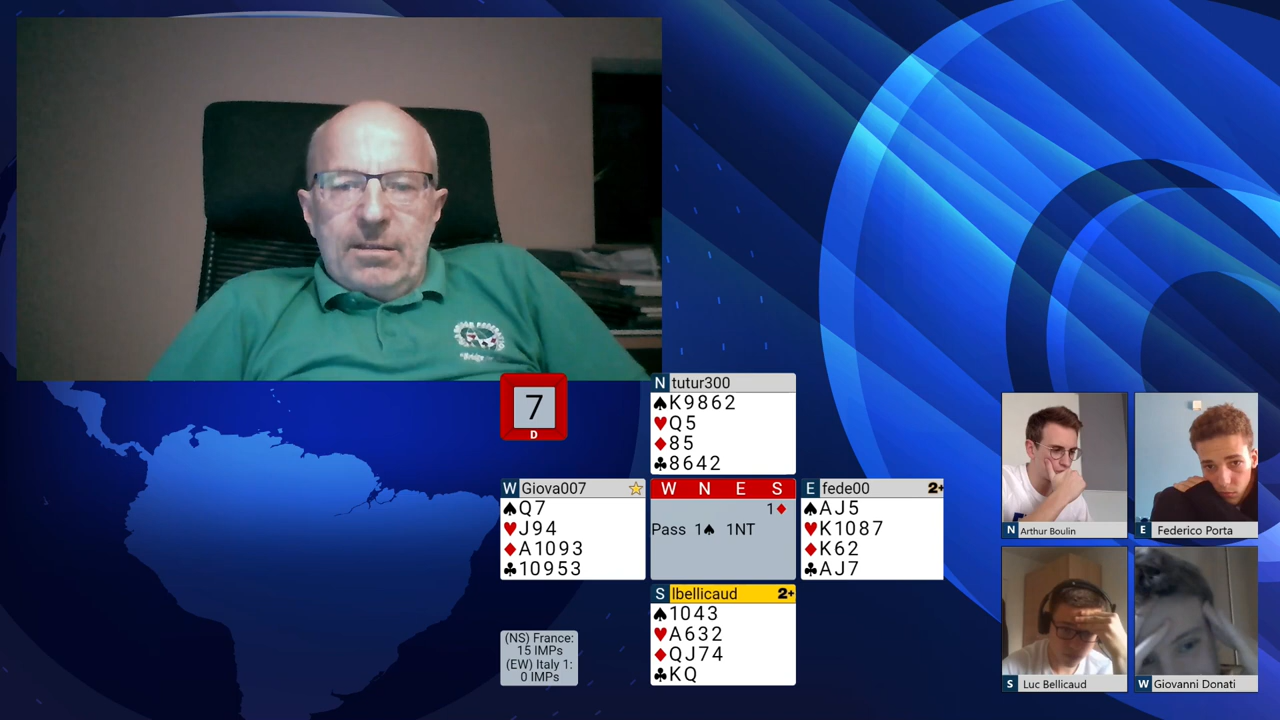 7
D
N tutur300
♠K9862
♥Q5
♦85
♣8642
W Giova007
♠Q7
♥J94
♦A1093
♣10953
W N E S
1♦
Pass 1♠ 1NT
E fede00 2+
♠AJ5
♥K1087
♦K62
♣AJ7
S lbellicaud 2+
♠1043
♥A632
♦QJ74
♣KQ
(NS) France:
15 IMPs
(EW) Italy 1:
0 IMPs
N Arthur Boulin
E Federico Porta
S Luc Bellicaud
W Giovanni Donati